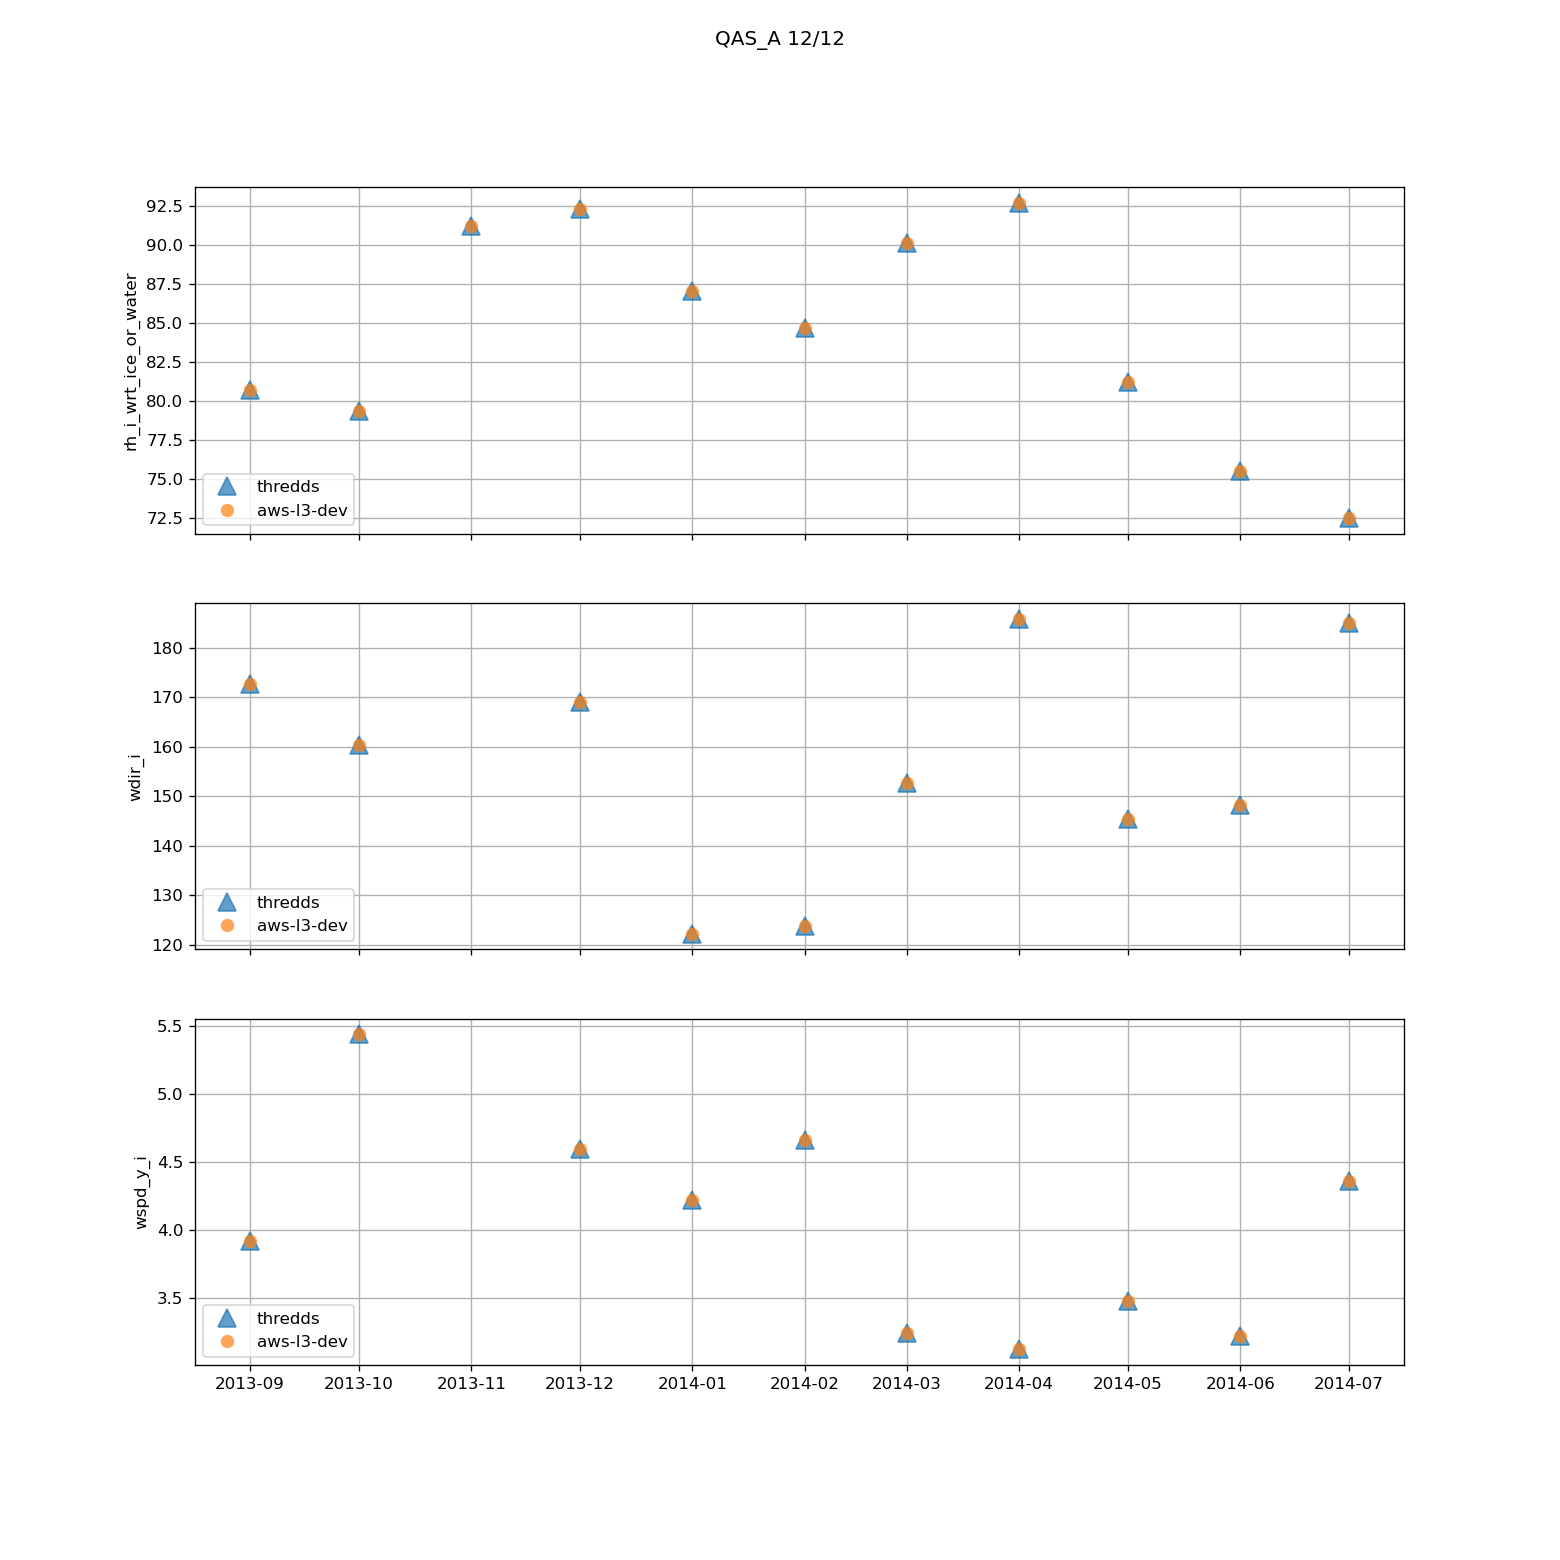 QAS_A 12/12
rh_i_wrt_ice_or_water
92.5
90.0
87.5
85.0
82.5
80.0
77.5
75.0
72.5
thredds
aws-l3-dev
wdir_i
180
170
160
150
140
130
120
thredds
aws-l3-dev
wspd_y_i
5.5
5.0
4.5
4.0
3.5
thredds
aws-l3-dev
2013-09 2013-10 2013-11 2013-12 2014-01 2014-02 2014-03 2014-04 2014-05 2014-06 2014-07